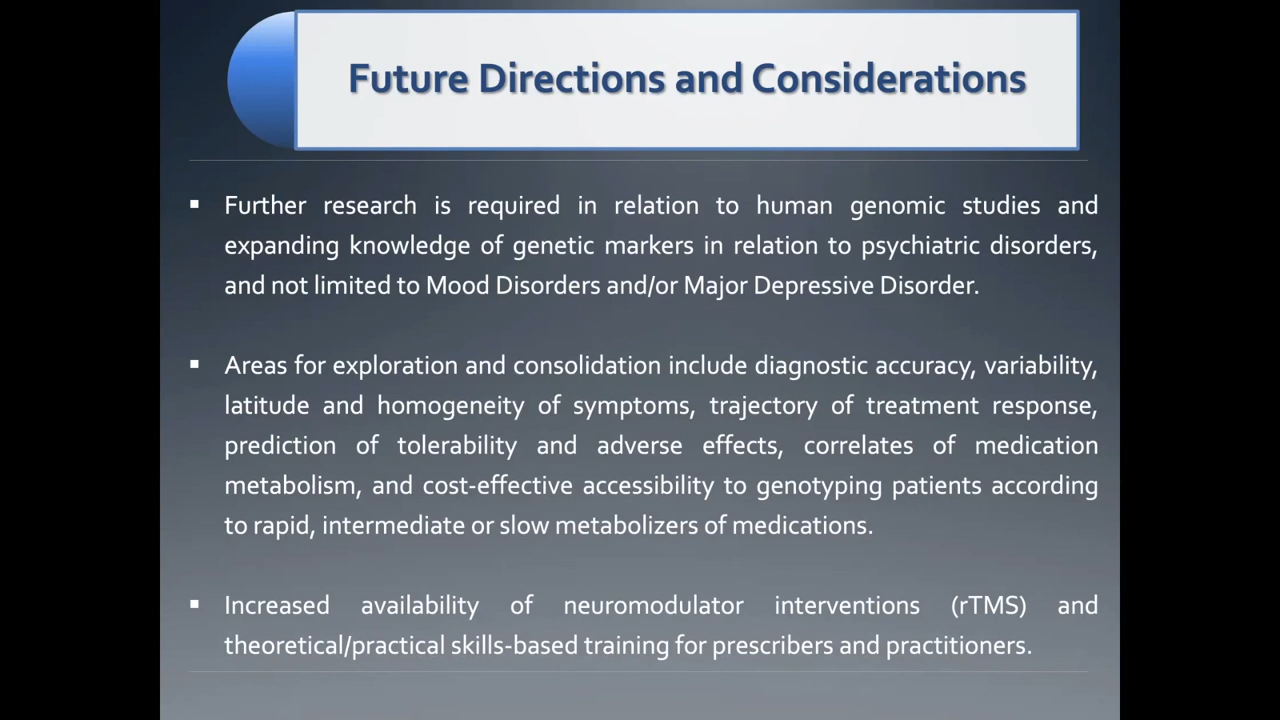 Future Directions and Considerations
▪ Further research is required in relation to human genomic studies and
expanding knowledge of genetic markers in relation to psychiatric disorders,
and not limited to Mood Disorders and/or Major Depressive Disorder.
▪ Areas for exploration and consolidation include diagnostic accuracy, variability,
latitude and homogeneity of symptoms, trajectory of treatment response,
prediction of tolerability and adverse effects, correlates of medication
metabolism, and cost-effective accessibility to genotyping patients according
to rapid, intermediate or slow metabolizers of medications.
▪ Increased availability of neuromodulator interventions (rTMS) and
theoretical/practical skills-based training for prescribers and practitioners.